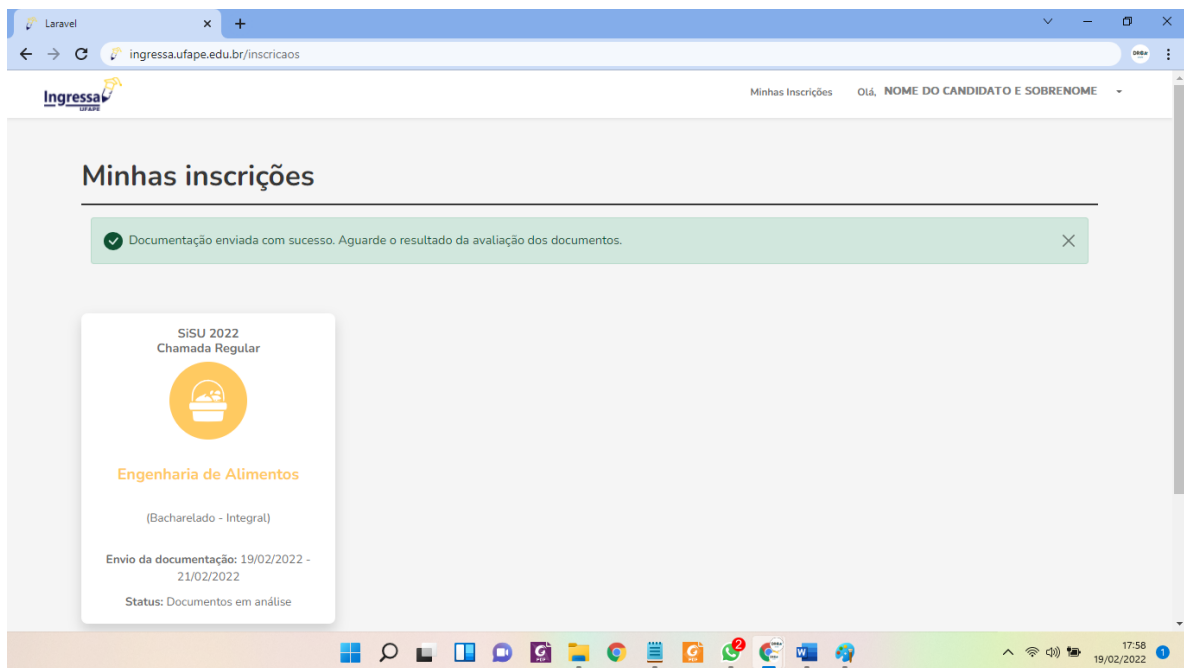 Laravel
ingressa.ufape.edu.br/inscricaos
Ingressa
UFAPE
Minhas Inscrições
Olá, NOME DO CANDIDATO E SOBRENOME
Minhas inscrições
Documentação enviada com sucesso. Aguarde o resultado da avaliação dos documentos.
SiSU 2022
Chamada Regular
Engenharia de Alimentos
(Bacharelado - Integral)
Envio da documentação: 19/02/2022 -
21/02/2022
Status: Documentos em análise
2
17:58
19/02/2022
1